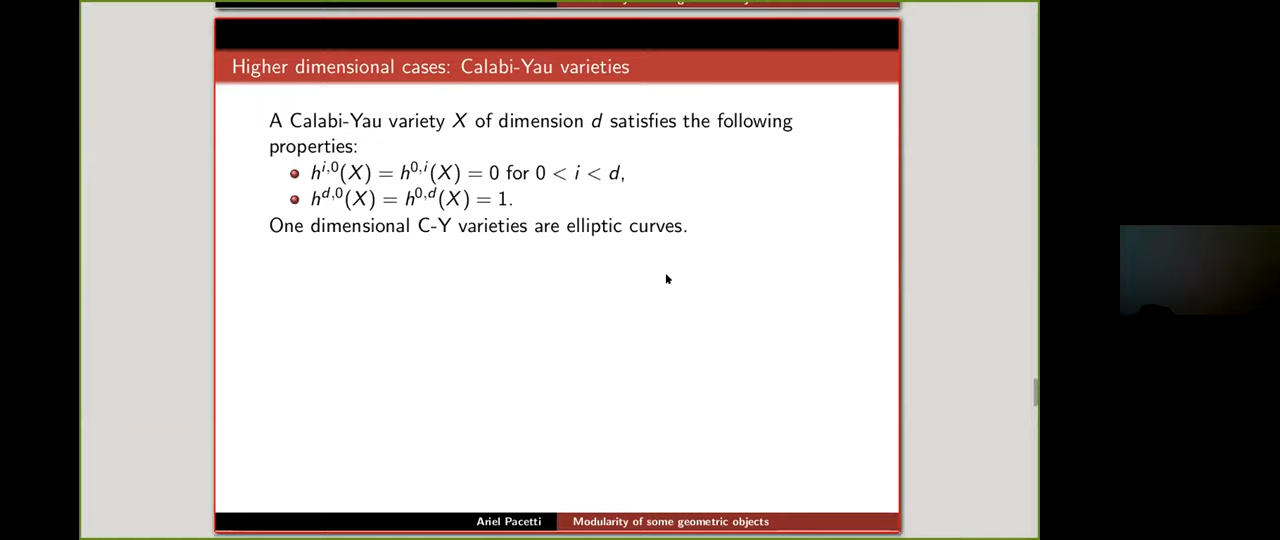 Higher dimensional cases: Calabi-Yau varieties
A Calabi-Yau variety X of dimension d satisfies the following
properties:
h^{i,0}(X) = h^{0,i}(X) = 0 for 0 < i < d,
h^{d,0}(X) = h^{0,d}(X) = 1.
One dimensional C-Y varieties are elliptic curves.
Ariel Pacetti Modularity of some geometric objects